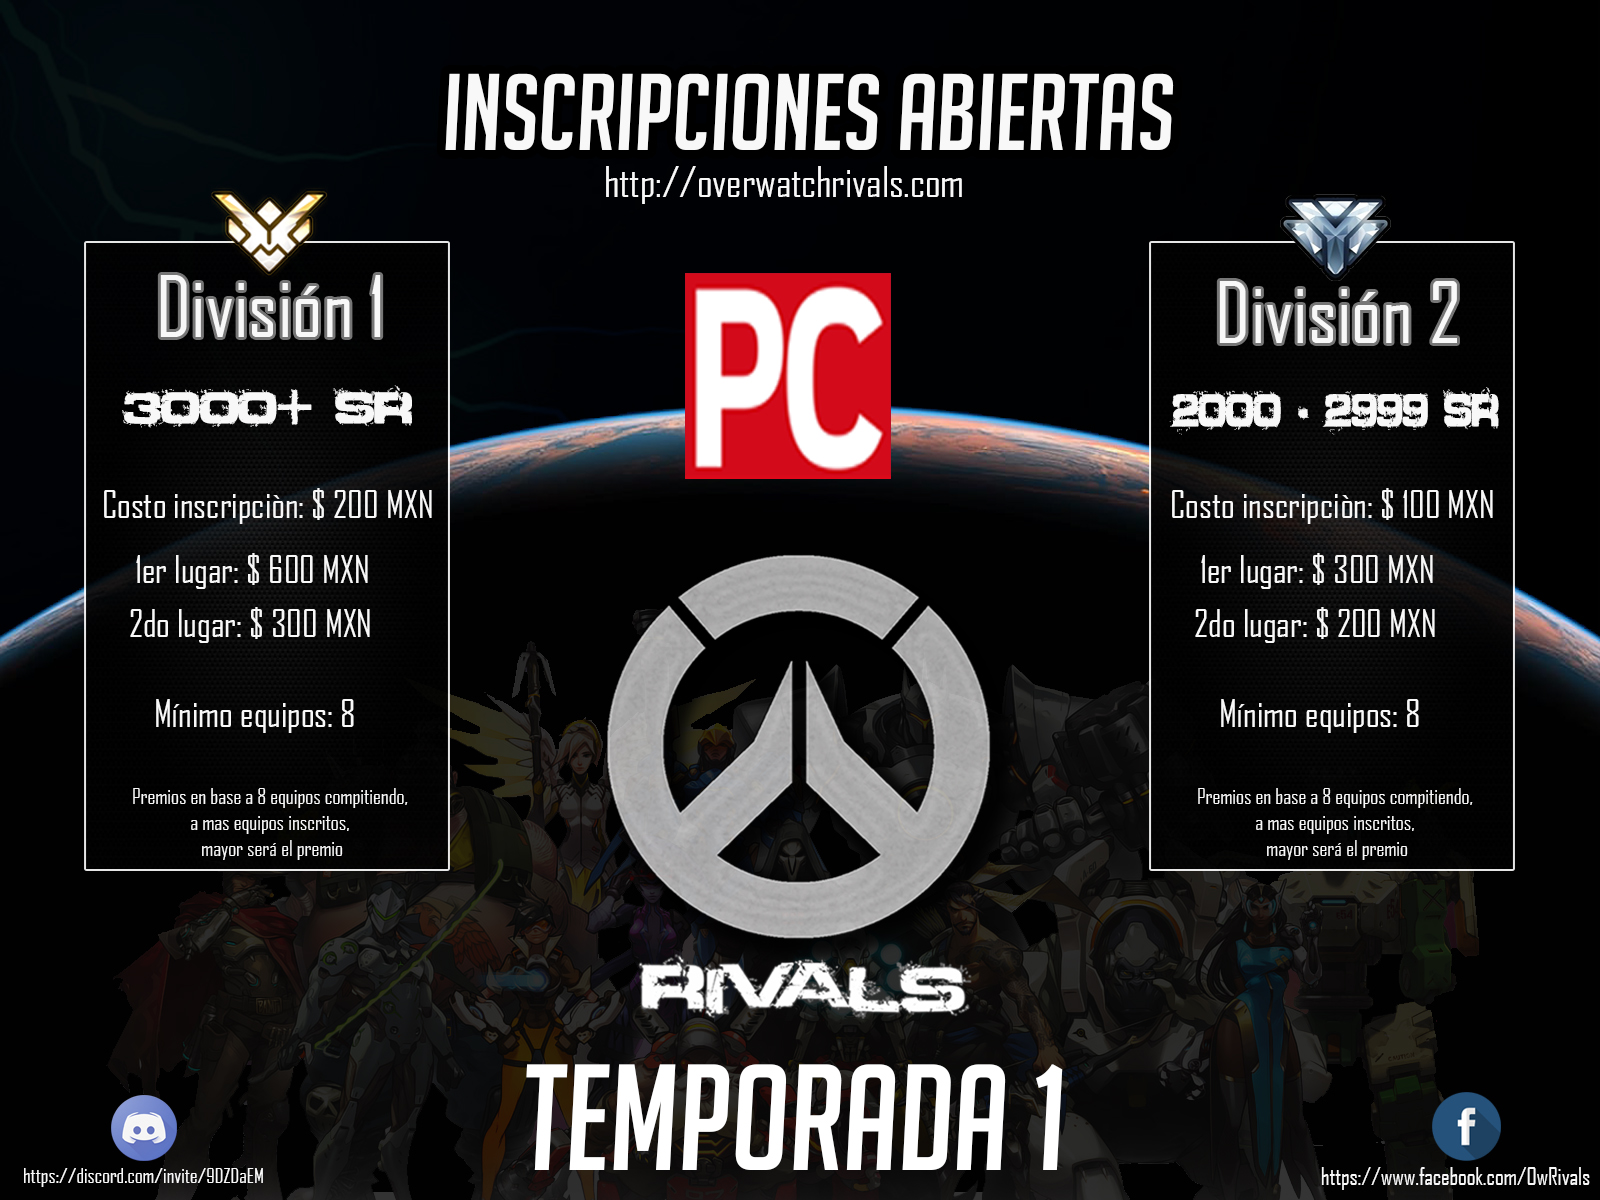 INSCRIPCIONES ABIERTAS
http://overwatchrivals.com
División 1
3000+ SR
Costo inscripciòn: $ 200 MXN
1er lugar: $ 600 MXN
2do lugar: $ 300 MXN
Mínimo equipos: 8
Premios en base a 8 equipos compitiendo,
a mas equipos inscritos,
mayor será el premio
PC
División 2
2000 - 2999 SR
Costo inscripciòn: $ 100 MXN
1er lugar: $ 300 MXN
2do lugar: $ 200 MXN
Mínimo equipos: 8
Premios en base a 8 equipos compitiendo,
a mas equipos inscritos,
mayor será el premio
RIVALS
TEMPORADA 1
https://discord.com/invite/9DZDaEM
https://www.facebook.com/OwRivals